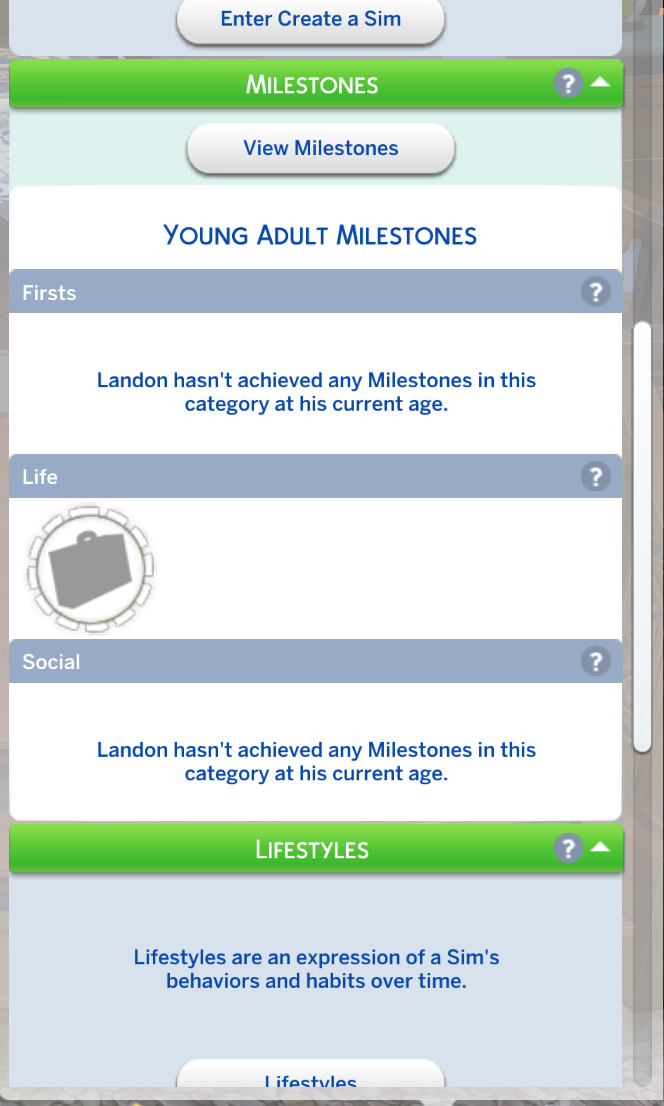 Enter Create a Sim
MILESTONES
?
View Milestones
YOUNG ADULT MILESTONES
Firsts
?
Landon hasn't achieved any Milestones in this
category at his current age.
Life
?
Social
?
Landon hasn't achieved any Milestones in this
category at his current age.
LIFESTYLES
?
Lifestyles are an expression of a Sim's
behaviors and habits over time.
Lifestyles